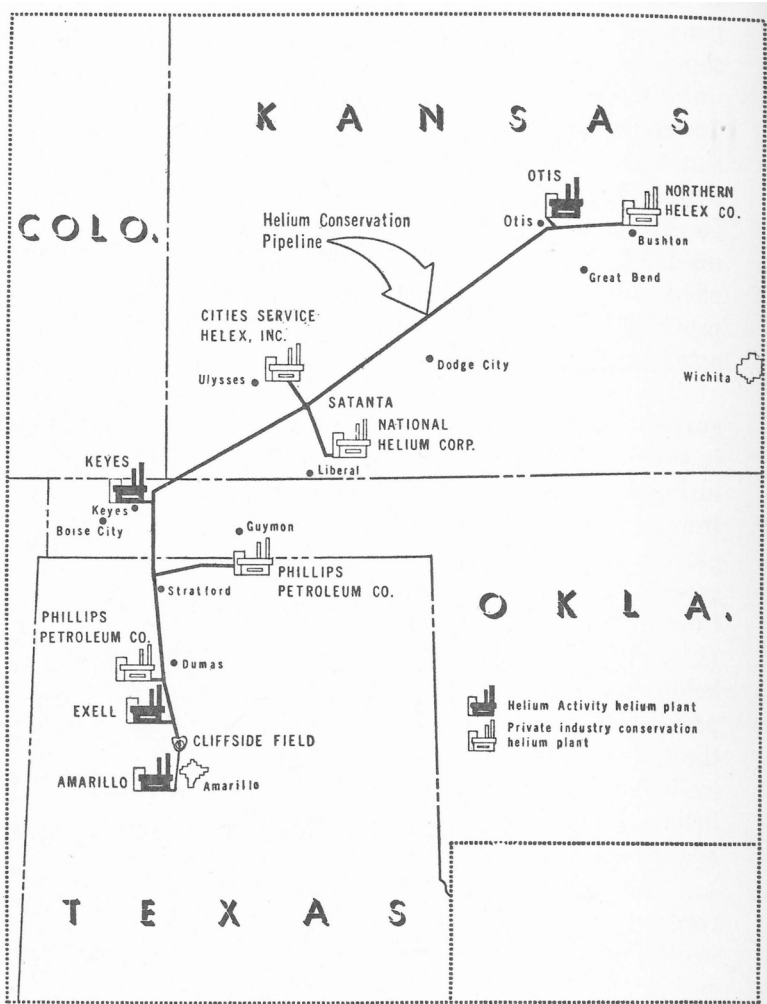 KANSAS
COLO.
OTIS
Otis
NORTHERN
HELEX CO.
Bushton
Great Bend
Helium Conservation
Pipeline
CITIES SERVICE
HELEX, INC.
Ulysses
Dodge City
Wichita
SATANTA
NATIONAL
HELIUM CORP.
Liberal
KEYES
Keyes
Boise City
Guymon
PHILLIPS
PETROLEUM CO.
Stratford
OKLA.
PHILLIPS
PETROLEUM CO.
Dumas
EXELL
CLIFFSIDE FIELD
AMARILLO
Amarillo
Helium Activity helium plant
Private industry conservation
helium plant
TEXAS